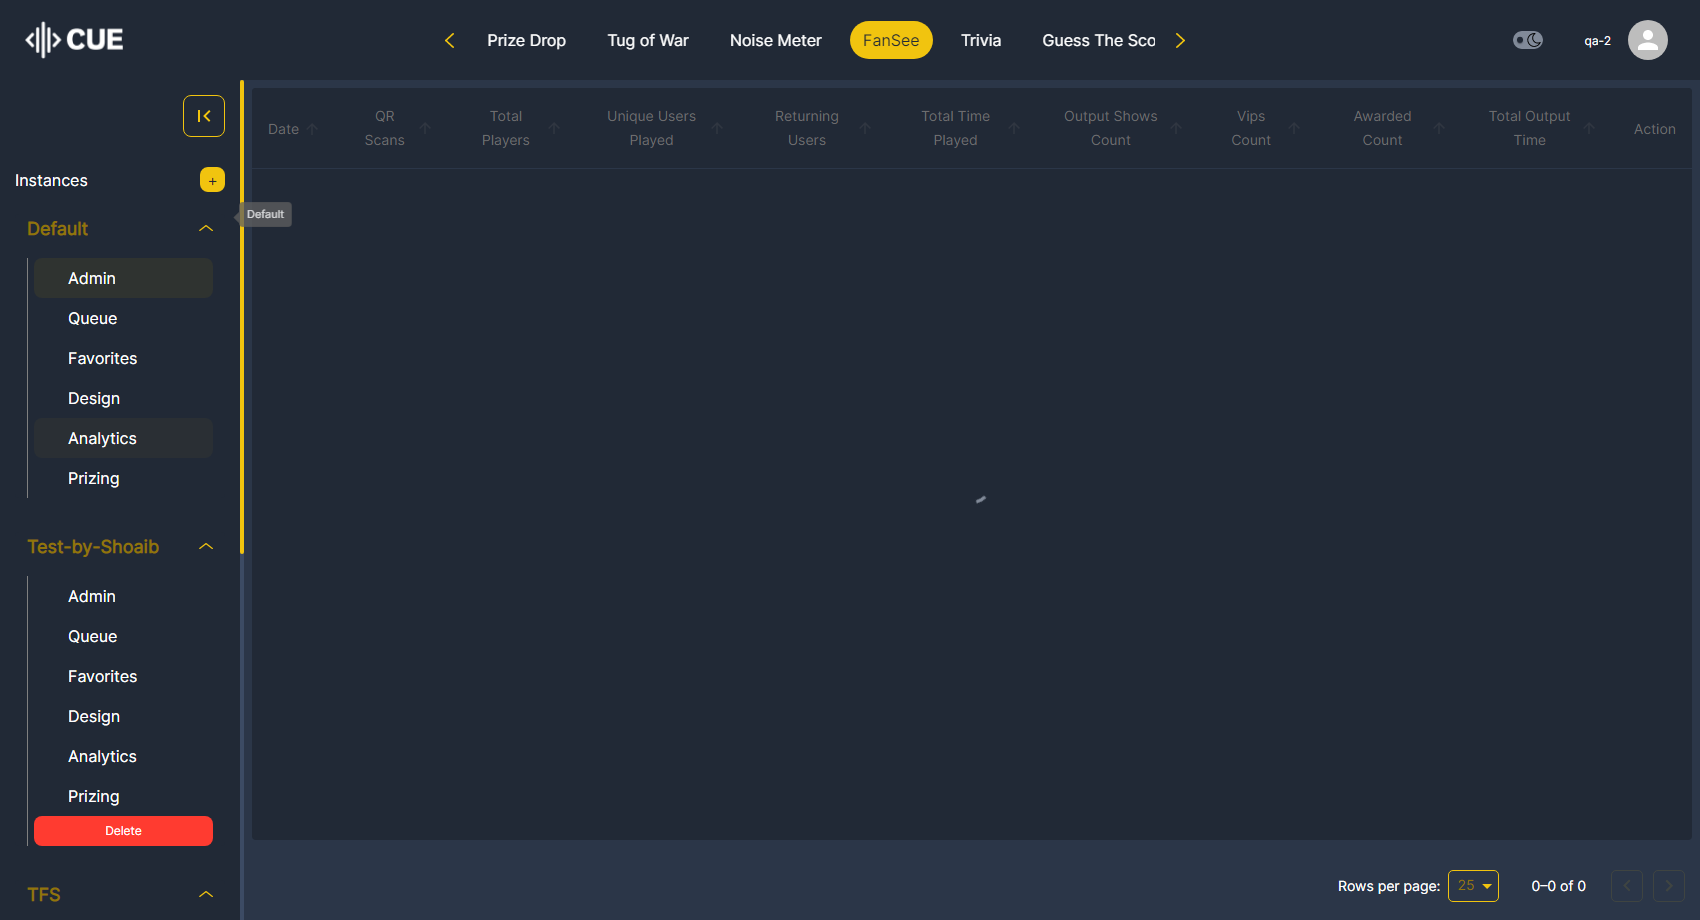 CUE
Prize Drop
Tug of War
Noise Meter
FanSee
Trivia
Guess The Sco
qa-2
Instances
+
Default
Default
Admin
Queue
Favorites
Design
Analytics
Prizing
Test-by-Shoaib
Admin
Queue
Favorites
Design
Analytics
Prizing
Delete
TFS
Date
QR
Scans
Total
Players
Unique Users
Played
Returning
Users
Total Time
Played
Output Shows
Count
Vips
Count
Awarded
Count
Total Output
Time
Action
Rows per page:
25
0–0 of 0